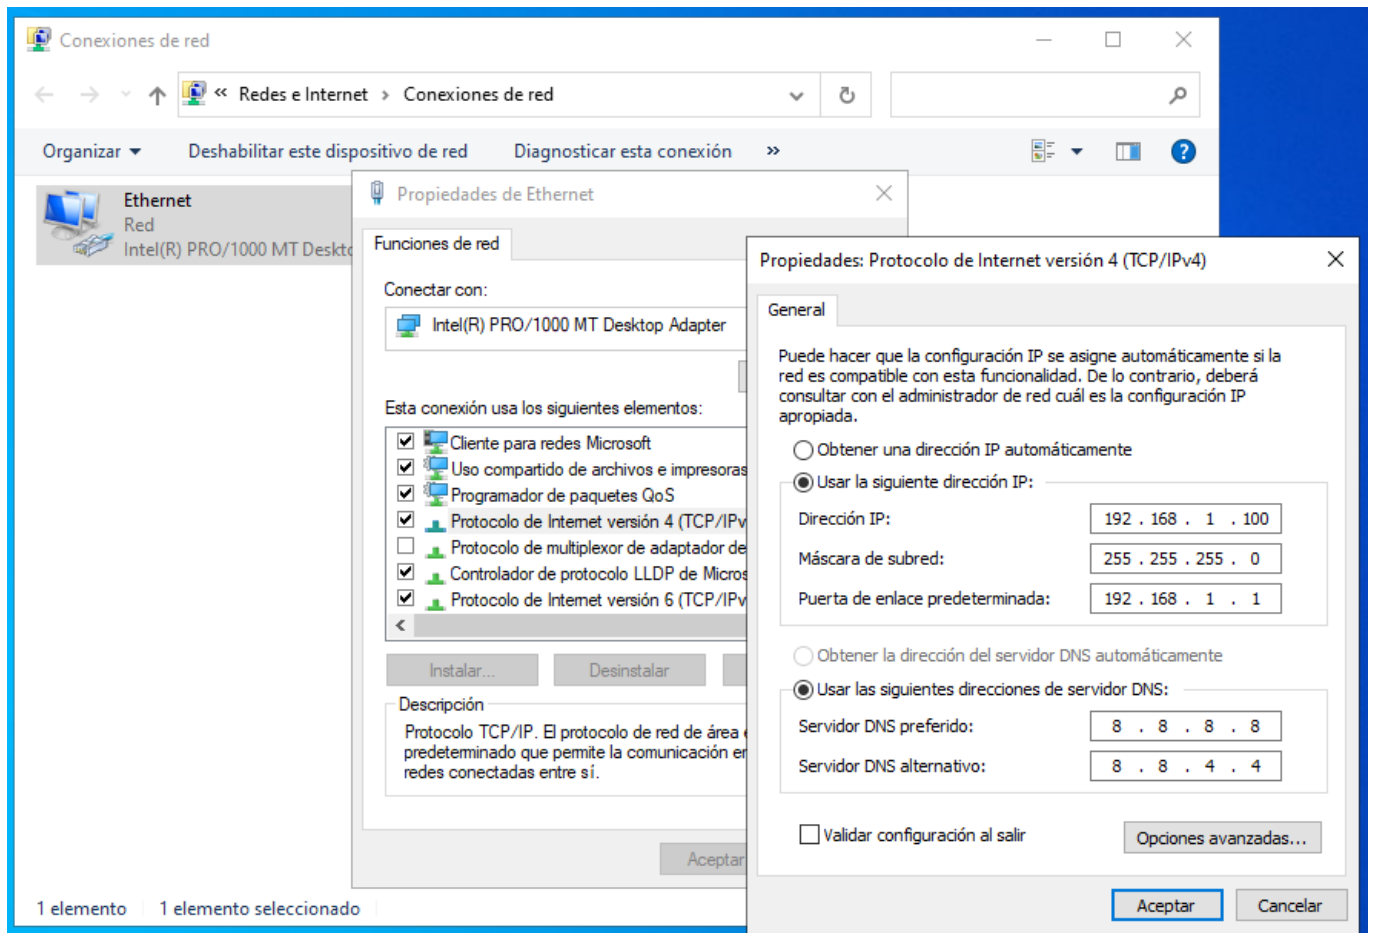 Conexiones de red
« Redes e Internet > Conexiones de red
Organizar Deshabilitar este dispositivo de red Diagnosticar esta conexión »
Ethernet
Red
Intel(R) PRO/1000 MT Deskto
Propiedades de Ethernet
Funciones de red
Conectar con:
Intel(R) PRO/1000 MT Desktop Adapter
Esta conexión usa los siguientes elementos:
Cliente para redes Microsoft
Uso compartido de archivos e impresoras
Programador de paquetes QoS
Protocolo de Internet versión 4 (TCP/IPv
Protocolo de multiplexor de adaptador de
Controlador de protocolo LLDP de Micros
Protocolo de Internet versión 6 (TCP/IPv
Instalar... Desinstalar
Descripción
Protocolo TCP/IP. El protocolo de red de área
predeterminado que permite la comunicación en
redes conectadas entre sí.
Aceptar
Propiedades: Protocolo de Internet versión 4 (TCP/IPv4)
General
Puede hacer que la configuración IP se asigne automáticamente si la
red es compatible con esta funcionalidad. De lo contrario, deberá
consultar con el administrador de red cuál es la configuración IP
apropiada.
Obtener una dirección IP automáticamente
Usar la siguiente dirección IP:
Dirección IP: 192 . 168 . 1 . 100
Máscara de subred: 255 . 255 . 255 . 0
Puerta de enlace predeterminada: 192 . 168 . 1 . 1
Obtener la dirección del servidor DNS automáticamente
Usar las siguientes direcciones de servidor DNS:
Servidor DNS preferido: 8 . 8 . 8 . 8
Servidor DNS alternativo: 8 . 8 . 4 . 4
Validar configuración al salir
Opciones avanzadas...
Aceptar Cancelar
1 elemento 1 elemento seleccionado